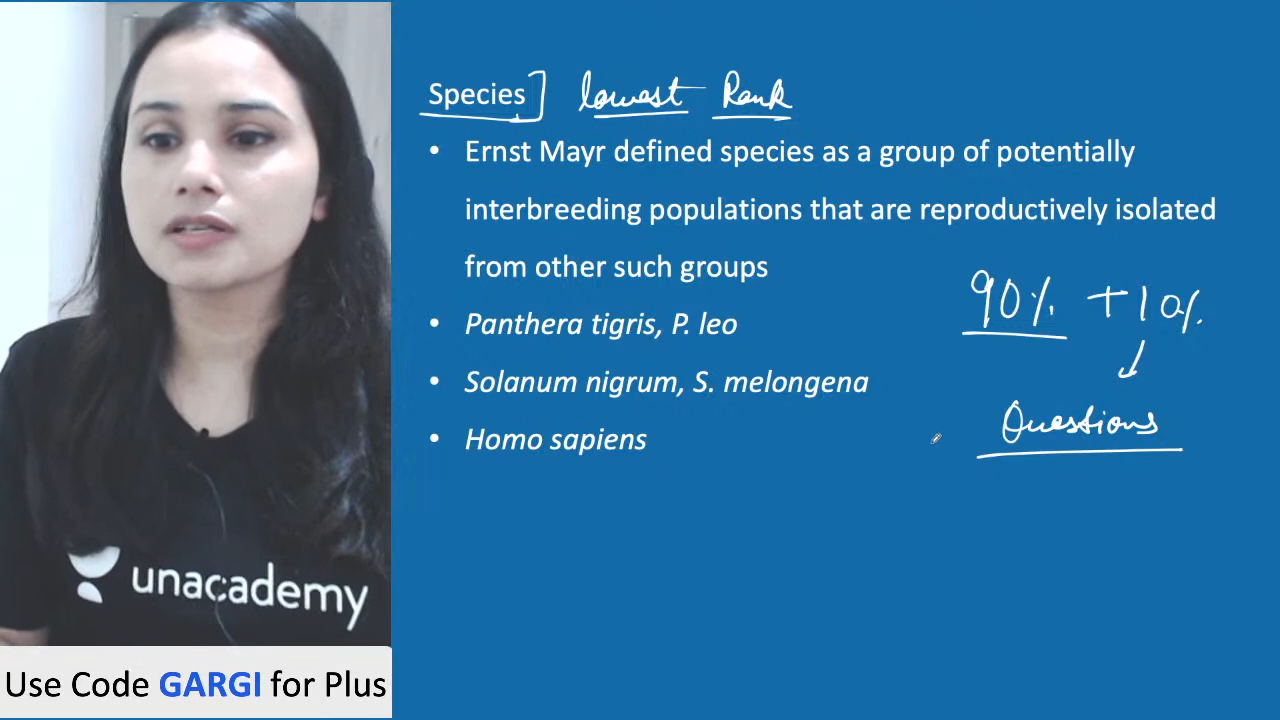 Species] lowest Rank
• Ernst Mayr defined species as a group of potentially
interbreeding populations that are reproductively isolated
from other such groups
• Panthera tigris, P. leo
• Solanum nigrum, S. melongena
• Homo sapiens
90% + 10%
Questions
unacademy
Use Code GARGI for Plus